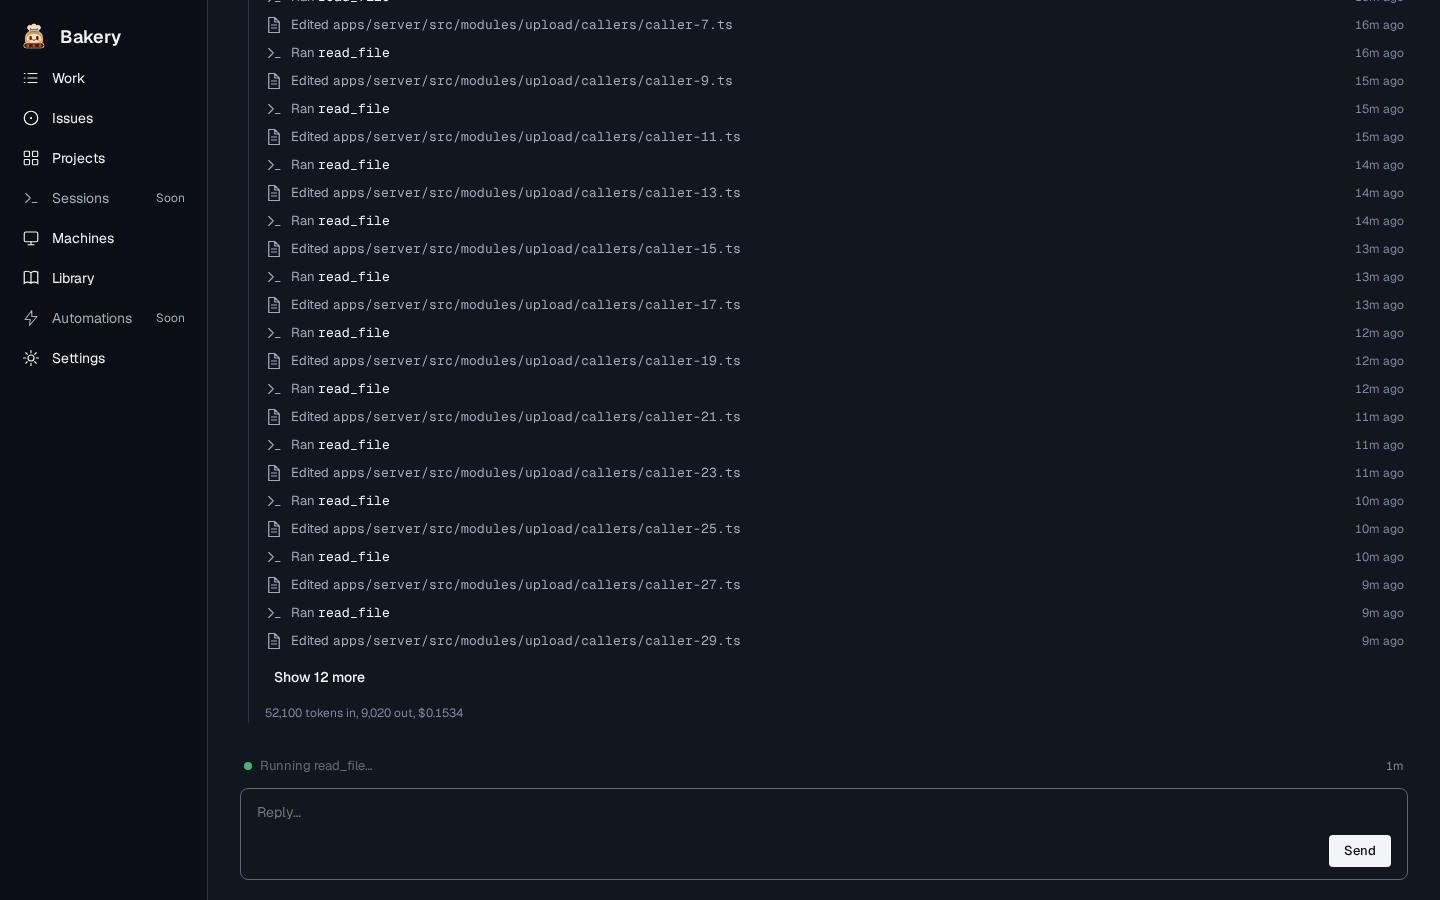 Bakery
Work
Issues
Projects
Sessions Soon
Machines
Library
Automations Soon
Settings
Edited apps/server/src/modules/upload/callers/caller-7.ts 16m ago
Ran read_file 16m ago
Edited apps/server/src/modules/upload/callers/caller-9.ts 15m ago
Ran read_file 15m ago
Edited apps/server/src/modules/upload/callers/caller-11.ts 15m ago
Ran read_file 14m ago
Edited apps/server/src/modules/upload/callers/caller-13.ts 14m ago
Ran read_file 14m ago
Edited apps/server/src/modules/upload/callers/caller-15.ts 13m ago
Ran read_file 13m ago
Edited apps/server/src/modules/upload/callers/caller-17.ts 13m ago
Ran read_file 12m ago
Edited apps/server/src/modules/upload/callers/caller-19.ts 12m ago
Ran read_file 12m ago
Edited apps/server/src/modules/upload/callers/caller-21.ts 11m ago
Ran read_file 11m ago
Edited apps/server/src/modules/upload/callers/caller-23.ts 11m ago
Ran read_file 10m ago
Edited apps/server/src/modules/upload/callers/caller-25.ts 10m ago
Ran read_file 10m ago
Edited apps/server/src/modules/upload/callers/caller-27.ts 9m ago
Ran read_file 9m ago
Edited apps/server/src/modules/upload/callers/caller-29.ts 9m ago
Show 12 more
52,100 tokens in, 9,020 out, $0.1534
Running read_file… 1m
Reply…
Send